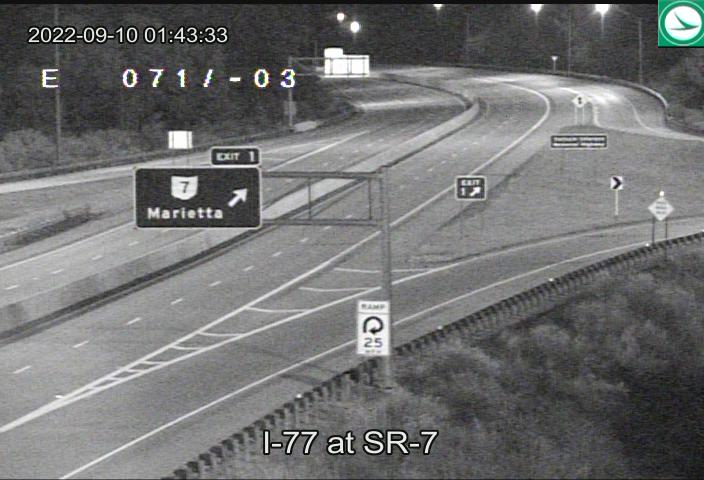 2022-09-10 01:43:33
E 071/-03
EXIT 1
7
Marietta
EXIT
1
RAMP
25
MPH
I-77 at SR-7